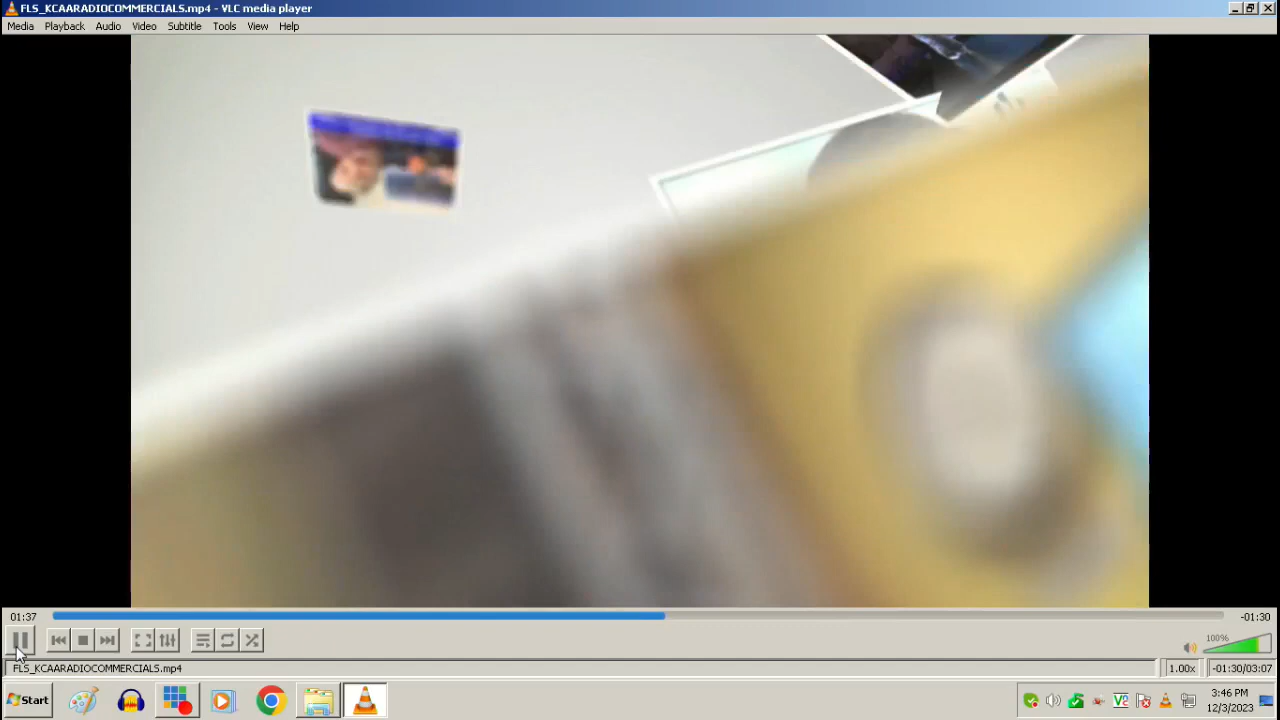 FLS_KCAARADIOCOMMERCIALS.mp4 - VLC media player
Media Playback Audio Video Subtitle Tools View Help
01:37 -01:30
100%
FLS_KCAARADIOCOMMERCIALS.mp4 1.00x -01:30/03:07
Start V2 3:46 PM
12/3/2023